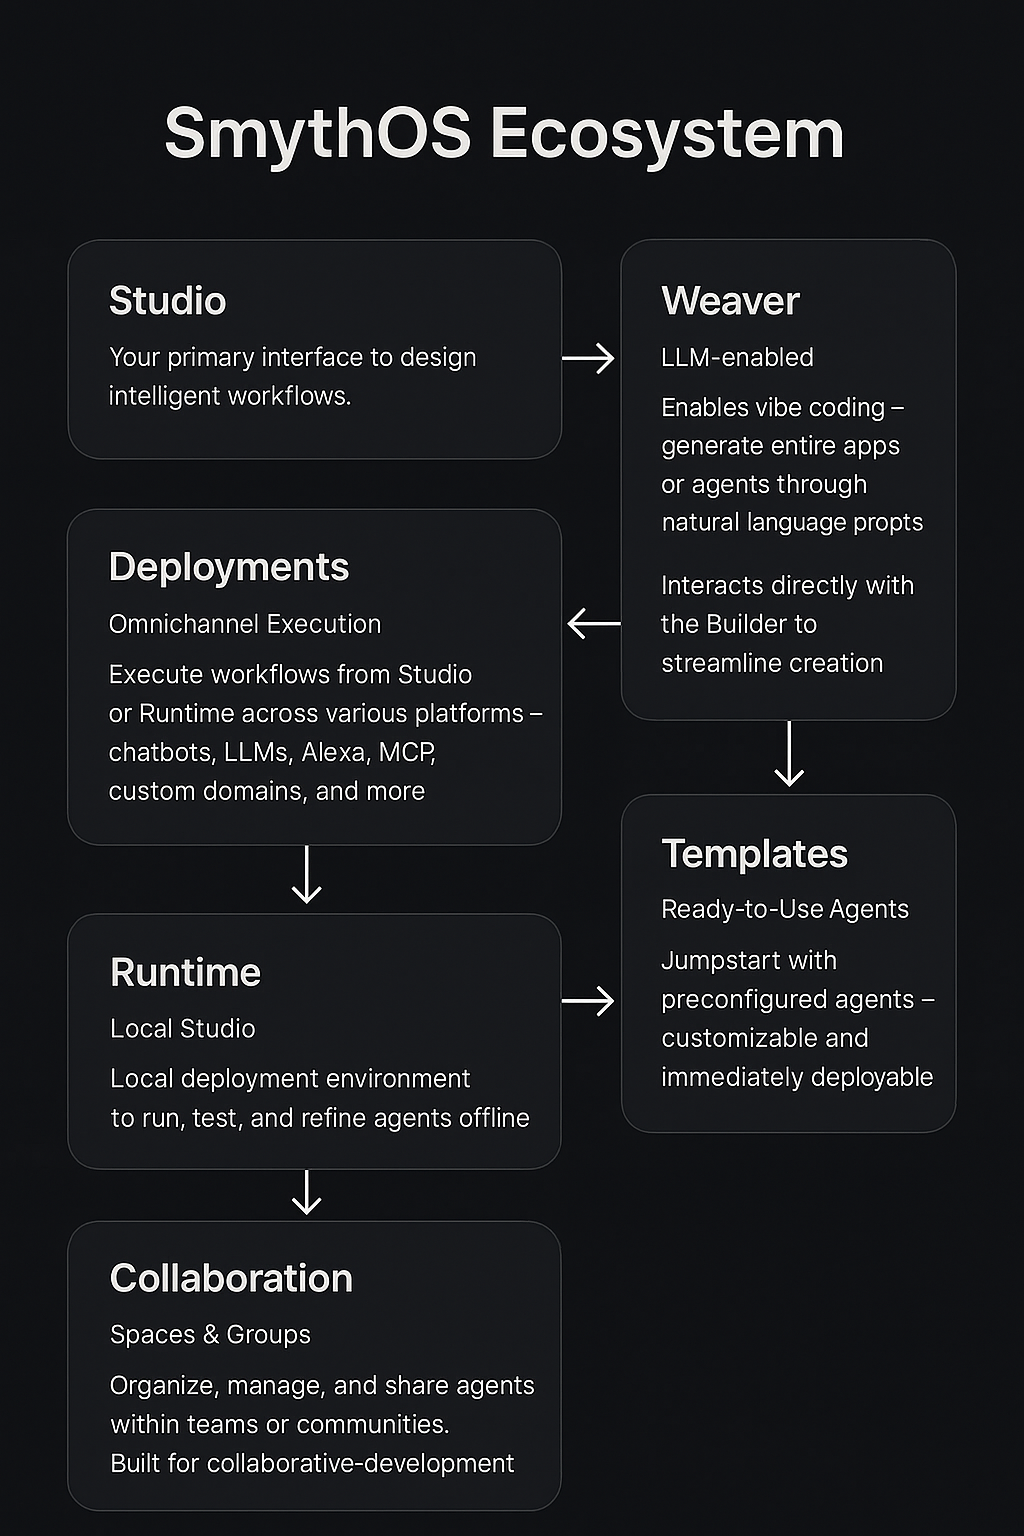 SmythOS Ecosystem
Studio
Your primary interface to design
intelligent workflows.
Weaver
LLM-enabled
Enables vibe coding –
generate entire apps
or agents through
natural language propts
Interacts directly with
the Builder to
streamline creation
Deployments
Omnichannel Execution
Execute workflows from Studio
or Runtime across various platforms –
chatbots, LLMs, Alexa, MCP,
custom domains, and more
Templates
Ready-to-Use Agents
Jumpstart with
preconfigured agents –
customizable and
immediately deployable
Runtime
Local Studio
Local deployment environment
to run, test, and refine agents offline
Collaboration
Spaces & Groups
Organize, manage, and share agents
within teams or communities.
Built for collaborative-development